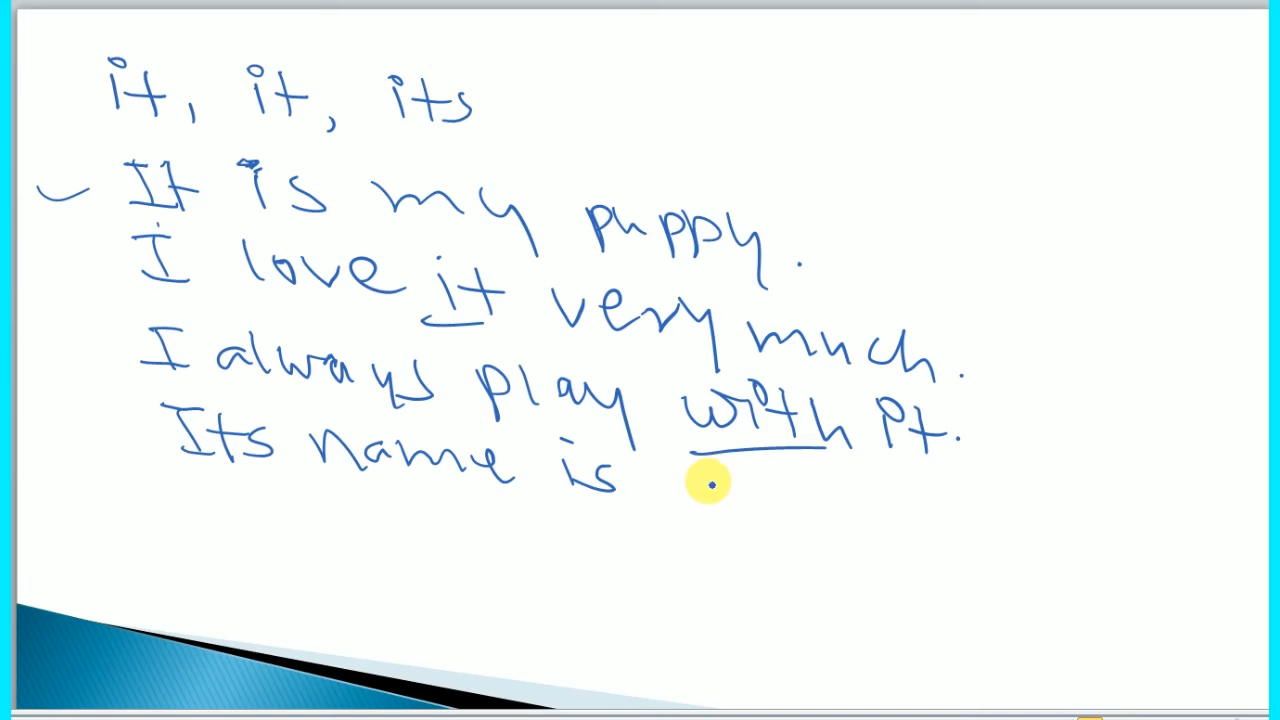 it, it, its
It is my puppy.
I love it very much.
I always play with it.
Its name is